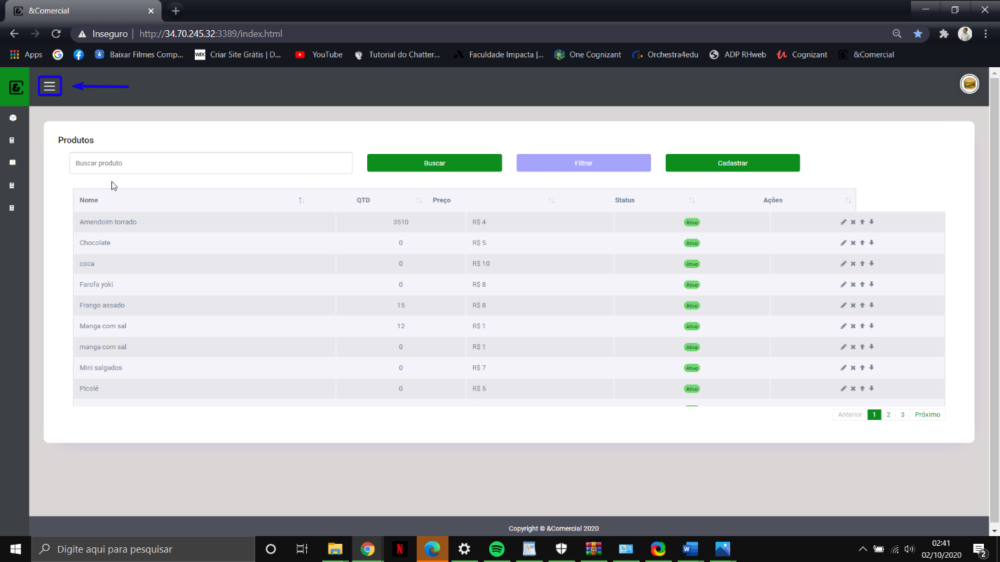 &Comercial
Inseguro | http://34.70.245.32:3389/index.html
Apps Baixar Filmes Comp... WIX Criar Site Grátis | D... YouTube Tutorial do Chatter... Faculdade Impacta |... One Cognizant Orchestra4edu ADP RHweb Cognizant &Comercial
Produtos
Buscar produto Buscar Filtrar Cadastrar
Nome QTD Preço Status Ações
Amendoim torrado 3510 R$ 4 Ativo
Chocolate 0 R$ 5 Ativo
coca 0 R$ 10 Ativo
Farofa yoki 0 R$ 8 Ativo
Frango assado 15 R$ 8 Ativo
Manga com sal 12 R$ 1 Ativo
manga com sal 0 R$ 1 Ativo
Mini salgados 0 R$ 7 Ativo
Picolé 0 R$ 5 Ativo
Anterior 1 2 3 Próximo
Copyright © &Comercial 2020
Digite aqui para pesquisar
02:41
02/10/2020
2